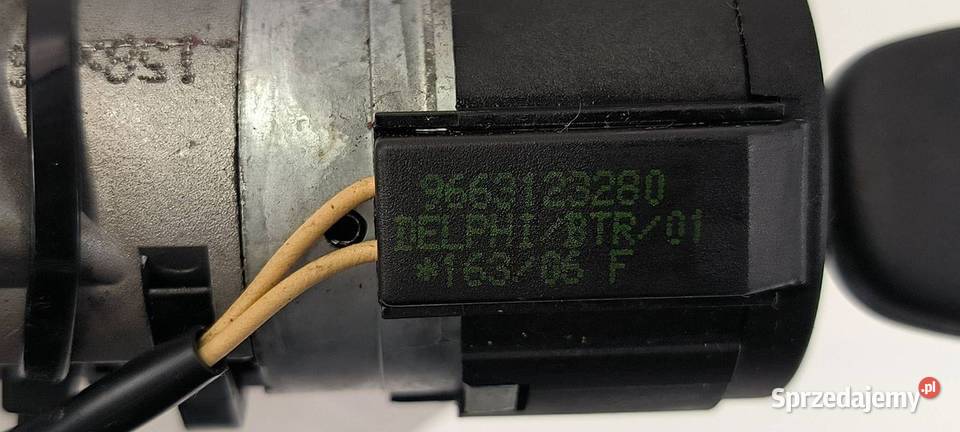 9663123280
DELPHI/BTR/01
*163/06 F
Sprzedajemy.pl